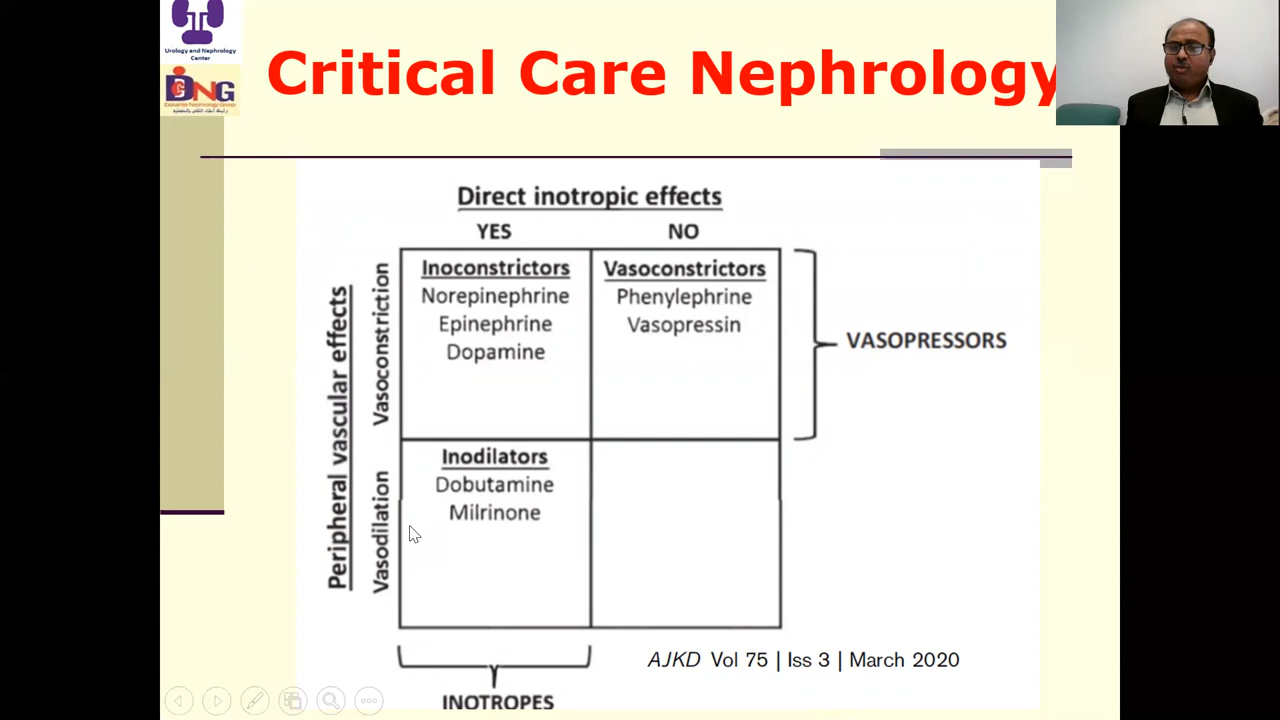 Urology and Nephrology
Center
DNG
Critical Care Nephrology
Direct inotropic effects
YES NO
Peripheral vascular effects
Vasoconstriction
Inoconstrictors
Norepinephrine
Epinephrine
Dopamine
Vasoconstrictors
Phenylephrine
Vasopressin
VASOPRESSORS
Vasodilation
Inodilators
Dobutamine
Milrinone
INOTROPES
AJKD Vol 75 | Iss 3 | March 2020